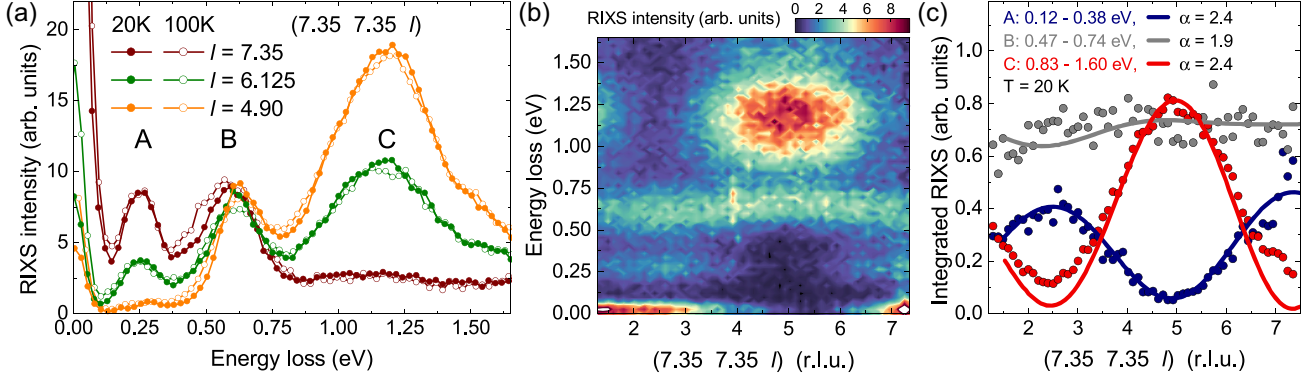 (a)
20K 100K (7.35 7.35 l)
l = 7.35
l = 6.125
l = 4.90
A
B
C
RIXS intensity (arb. units)
20
15
10
5
0
0.00 0.25 0.50 0.75 1.00 1.25 1.50
Energy loss (eV)
(b)
RIXS intensity (arb. units)
0 2 4 6 8
Energy loss (eV)
1.50
1.25
1.00
0.75
0.50
0.25
0.00
2 3 4 5 6 7
(7.35 7.35 l) (r.l.u.)
(c)
A: 0.12 - 0.38 eV, α = 2.4
B: 0.47 - 0.74 eV, α = 1.9
C: 0.83 - 1.60 eV, α = 2.4
T = 20 K
Integrated RIXS (arb. units)
1.0
0.8
0.6
0.4
0.2
0.0
2 3 4 5 6 7
(7.35 7.35 l) (r.l.u.)